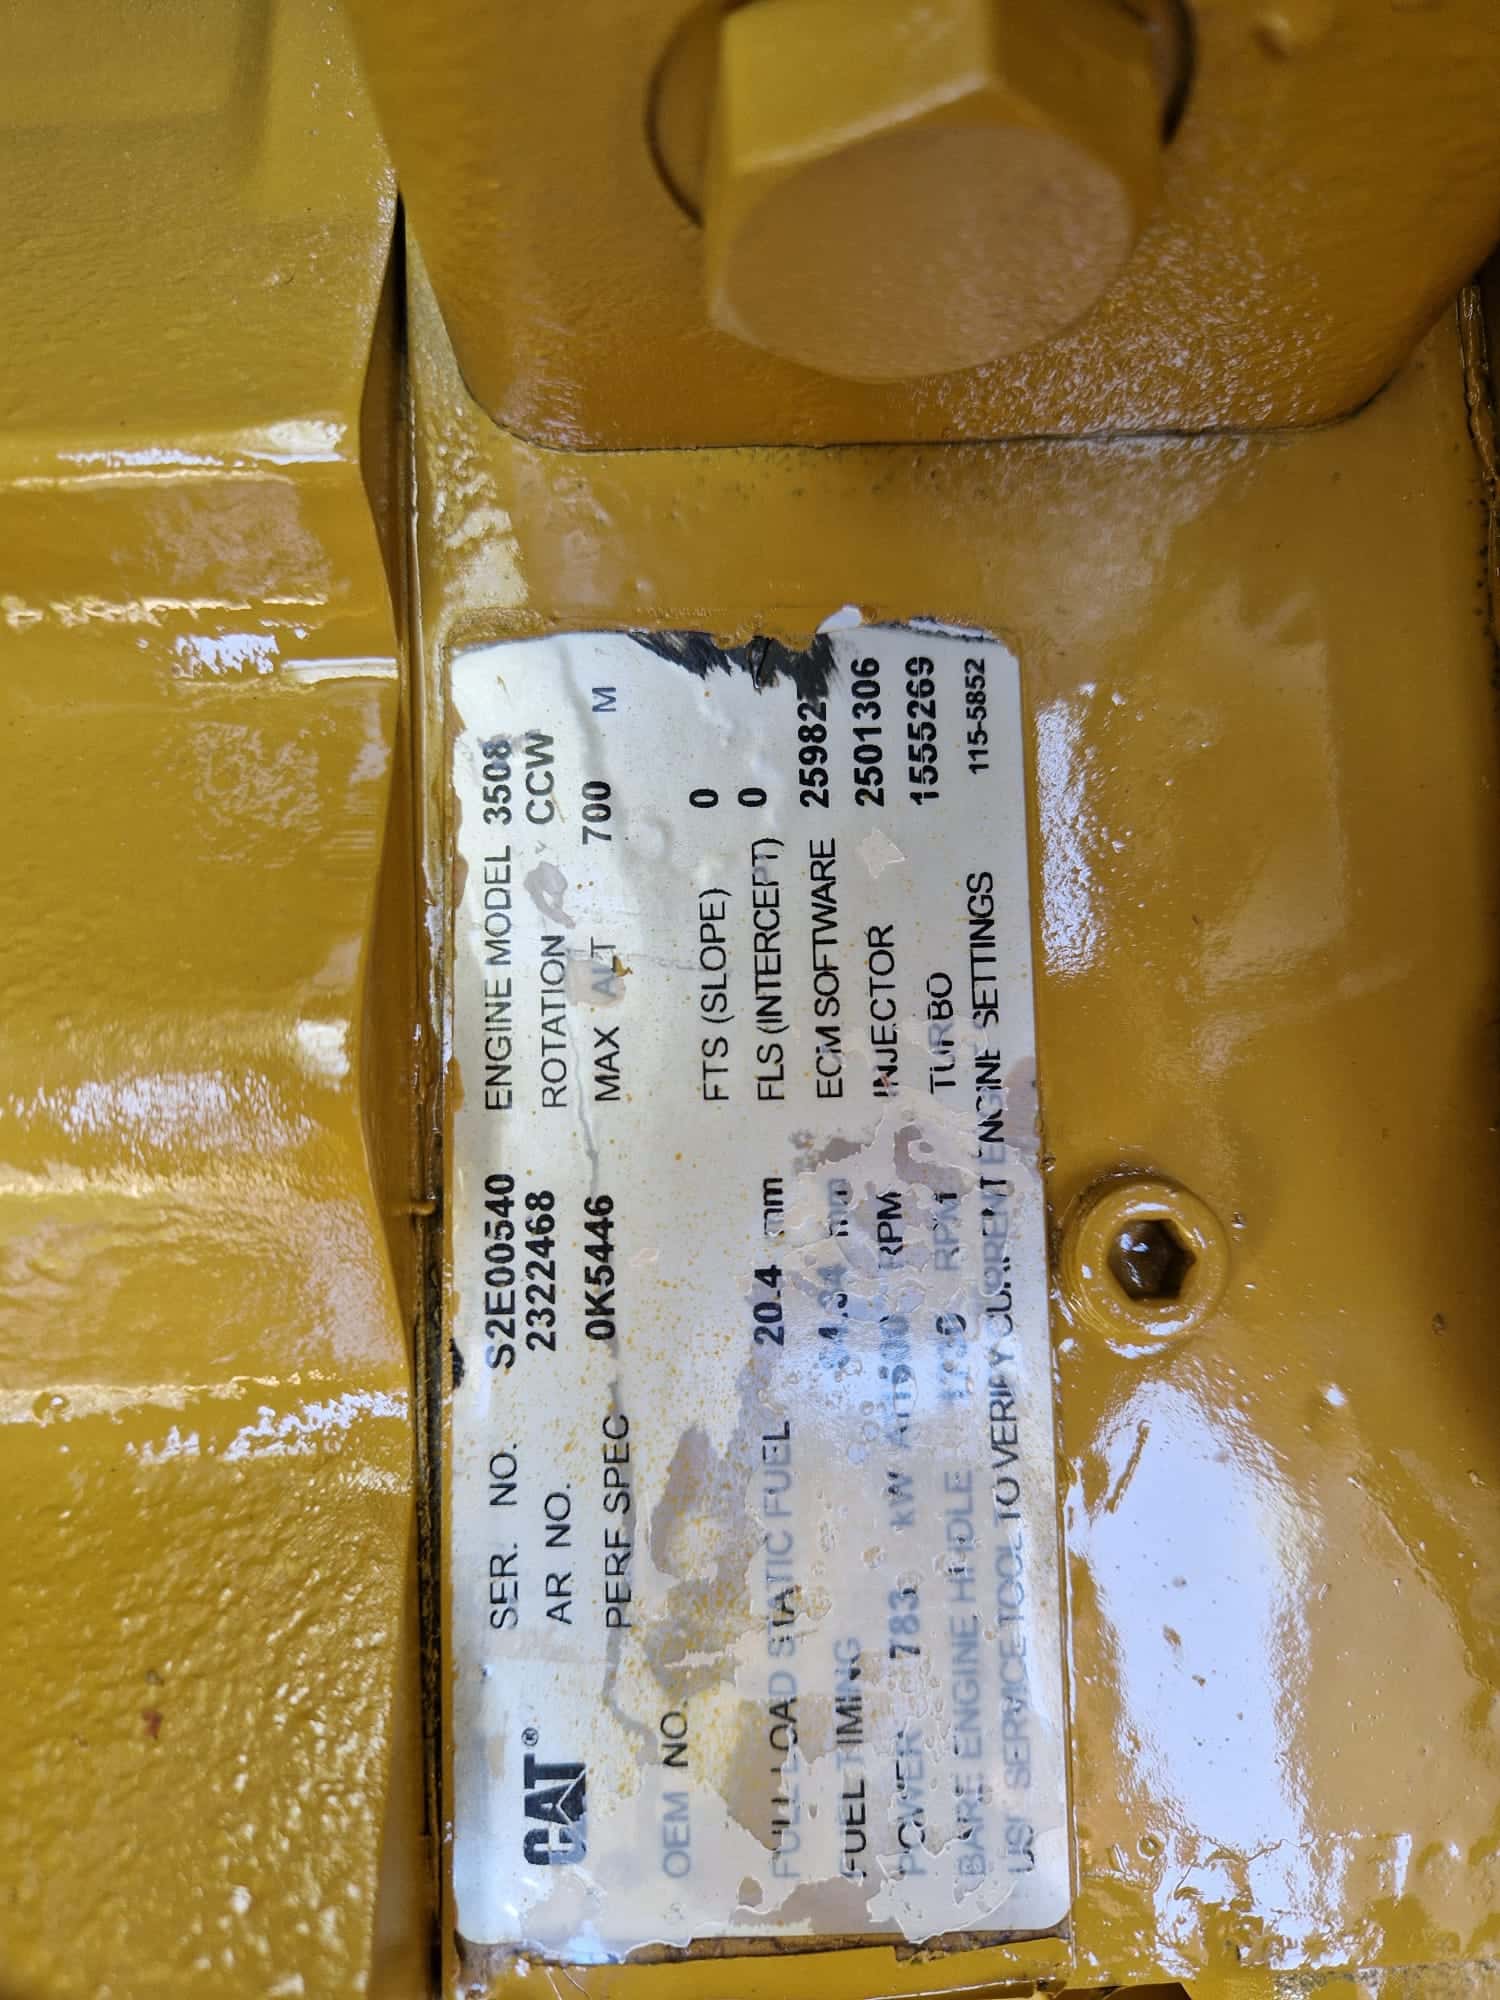 CAT® SER. NO. S2E00540 ENGINE MODEL 3508
AR NO. 2322468 ROTATION CCW
PERF SPEC 0K5446 MAX ALT 700 M
OEM NO. FTS (SLOPE) 0
FULL LOAD STATIC FUEL 20.4 mm FLS (INTERCEPT) 0
FUEL TIMING mm ECM SOFTWARE 25982
POWER 783 kW RPM INJECTOR 2501306
BARE ENGINE HI IDLE RPM TURBO 1555269
USE SERVICE TOOL TO VERIFY CURRENT ENGINE SETTINGS 115-5852